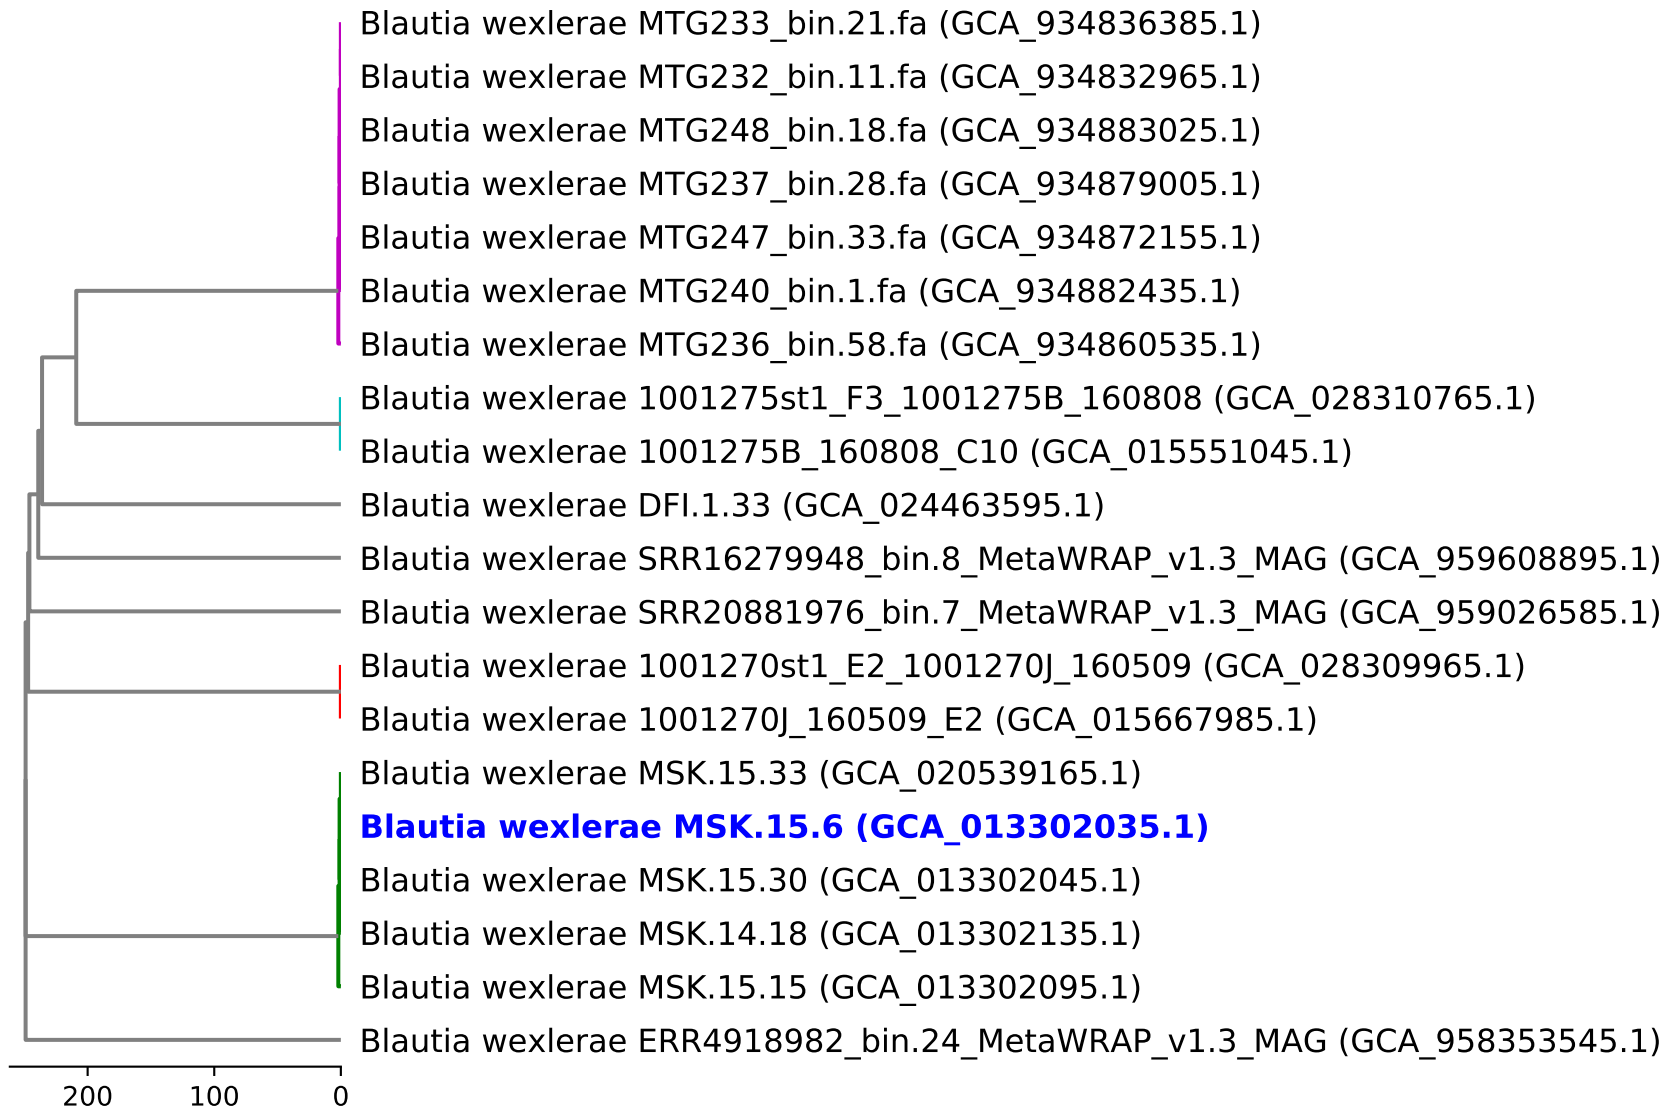 Blautia wexlerae MTG233_bin.21.fa (GCA_934836385.1)
Blautia wexlerae MTG232_bin.11.fa (GCA_934832965.1)
Blautia wexlerae MTG248_bin.18.fa (GCA_934883025.1)
Blautia wexlerae MTG237_bin.28.fa (GCA_934879005.1)
Blautia wexlerae MTG247_bin.33.fa (GCA_934872155.1)
Blautia wexlerae MTG240_bin.1.fa (GCA_934882435.1)
Blautia wexlerae MTG236_bin.58.fa (GCA_934860535.1)
Blautia wexlerae 1001275st1_F3_1001275B_160808 (GCA_028310765.1)
Blautia wexlerae 1001275B_160808_C10 (GCA_015551045.1)
Blautia wexlerae DFI.1.33 (GCA_024463595.1)
Blautia wexlerae SRR16279948_bin.8_MetaWRAP_v1.3_MAG (GCA_959608895.1)
Blautia wexlerae SRR20881976_bin.7_MetaWRAP_v1.3_MAG (GCA_959026585.1)
Blautia wexlerae 1001270st1_E2_1001270J_160509 (GCA_028309965.1)
Blautia wexlerae 1001270J_160509_E2 (GCA_015667985.1)
Blautia wexlerae MSK.15.33 (GCA_020539165.1)
Blautia wexlerae MSK.15.6 (GCA_013302035.1)
Blautia wexlerae MSK.15.30 (GCA_013302045.1)
Blautia wexlerae MSK.14.18 (GCA_013302135.1)
Blautia wexlerae MSK.15.15 (GCA_013302095.1)
Blautia wexlerae ERR4918982_bin.24_MetaWRAP_v1.3_MAG (GCA_958353545.1)
200 100 0